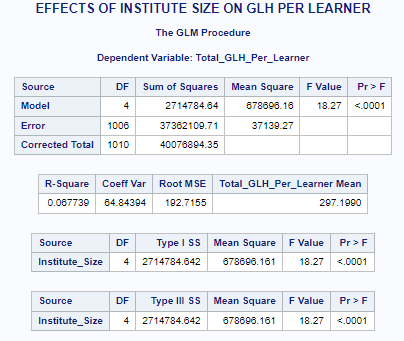 EFFECTS OF INSTITUTE SIZE ON GLH PER LEARNER
The GLM Procedure
Dependent Variable: Total_GLH_Per_Learner
Source DF Sum of Squares Mean Square F Value Pr > F
Model 4 2714784.64 678696.16 18.27 <.0001
Error 1006 37362109.71 37139.27
Corrected Total 1010 40076894.35
R-Square Coeff Var Root MSE Total_GLH_Per_Learner Mean
0.067739 64.84394 192.7155 297.1990
Source DF Type I SS Mean Square F Value Pr > F
Institute_Size 4 2714784.642 678696.161 18.27 <.0001
Source DF Type III SS Mean Square F Value Pr > F
Institute_Size 4 2714784.642 678696.161 18.27 <.0001